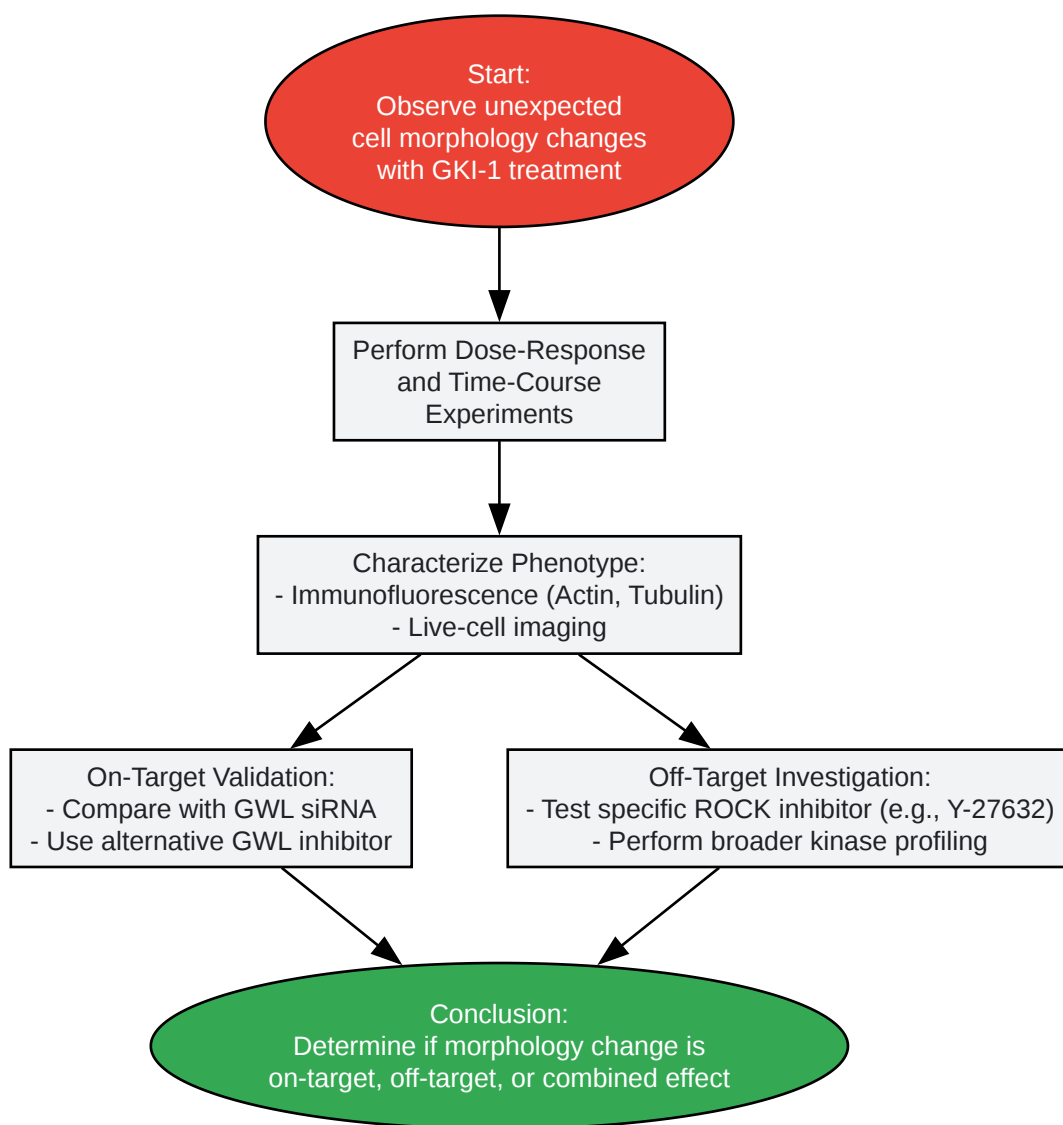 Start:
Observe unexpected
cell morphology changes
with GKI-1 treatment
Perform Dose-Response
and Time-Course
Experiments
Characterize Phenotype:
- Immunofluorescence (Actin, Tubulin)
- Live-cell imaging
On-Target Validation:
- Compare with GWL siRNA
- Use alternative GWL inhibitor
Off-Target Investigation:
- Test specific ROCK inhibitor (e.g., Y-27632)
- Perform broader kinase profiling
Conclusion:
Determine if morphology change is
on-target, off-target, or combined effect